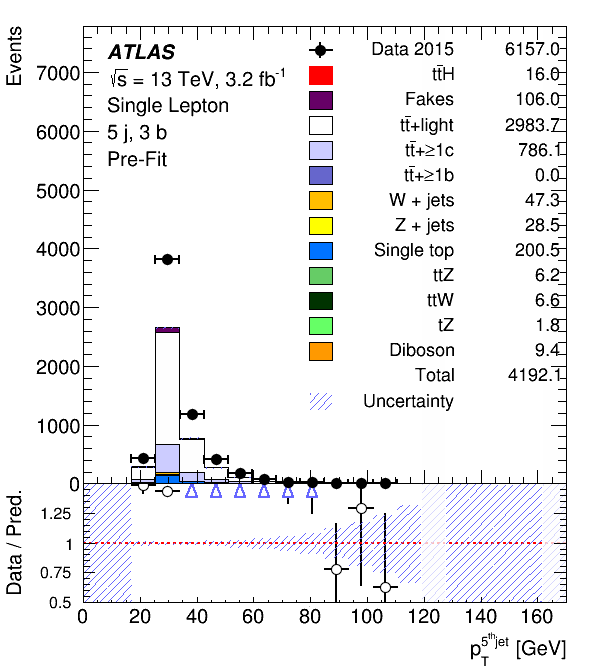 Events
ATLAS
√s = 13 TeV, 3.2 fb⁻¹
Single Lepton
5 j, 3 b
Pre-Fit
Data 2015 6157.0
tt̄H 16.0
Fakes 106.0
tt̄+light 2983.7
tt̄+≥1c 786.1
tt̄+≥1b 0.0
W + jets 47.3
Z + jets 28.5
Single top 200.5
ttZ 6.2
ttW 6.6
tZ 1.8
Diboson 9.4
Total 4192.1
Uncertainty
7000
6000
5000
4000
3000
2000
1000
0
Data / Pred.
1.25
1
0.75
0.5
0 20 40 60 80 100 120 140 160
p_T^{5^{th}jet} [GeV]